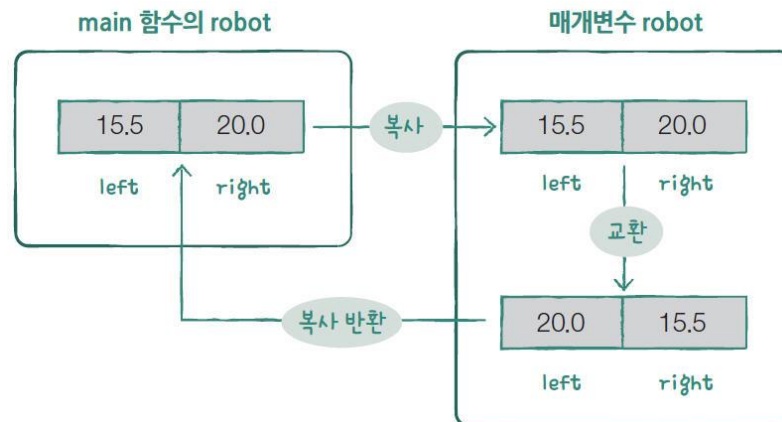 main 함수의 robot
15.5 20.0
left right
복사
매개변수 robot
15.5 20.0
left right
교환
20.0 15.5
left right
복사 반환